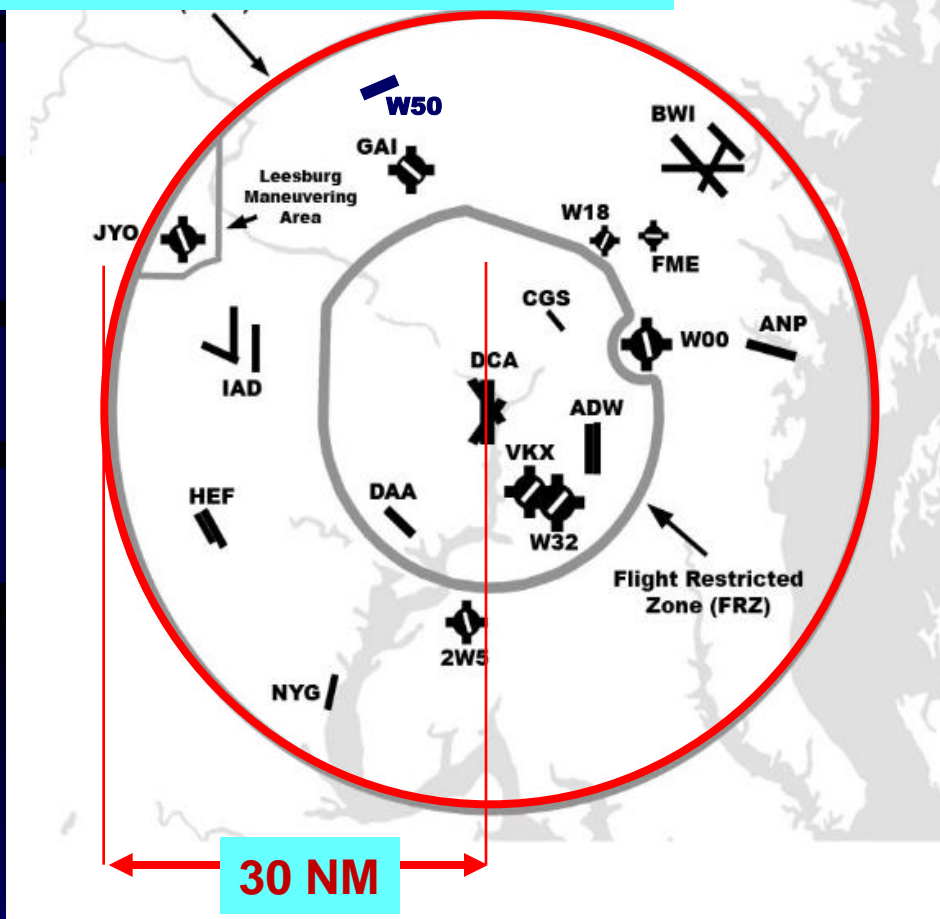 W50
BWI
GAI
Leesburg
Maneuvering
Area
W18
JYO
FME
CGS
ANP
W00
DCA
IAD
ADW
VKX
HEF
DAA
W32
Flight Restricted
Zone (FRZ)
2W5
NYG
30 NM